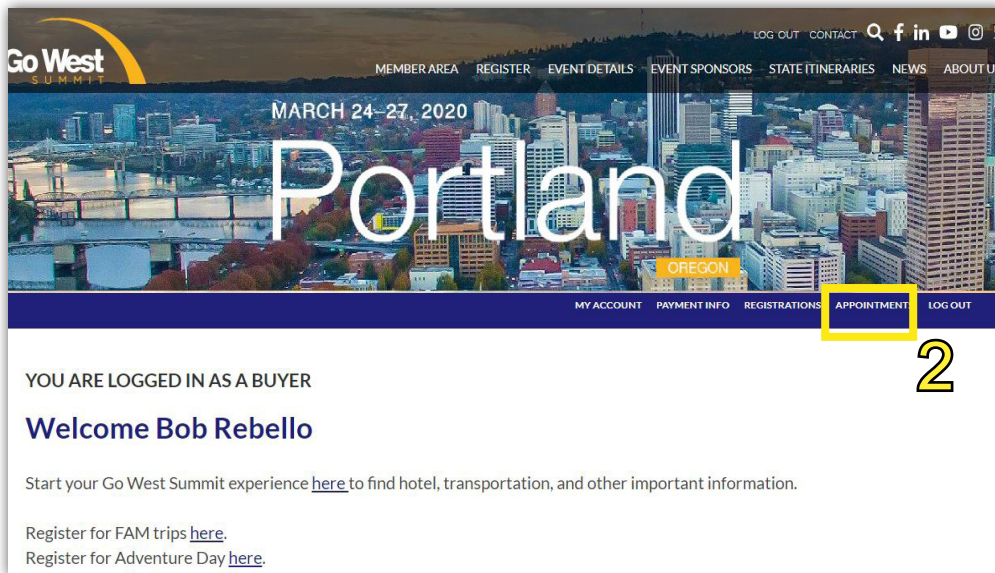 LOG OUT CONTACT
Go West
SUMMIT
MEMBER AREA REGISTER EVENT DETAILS EVENT SPONSORS STATE ITINERARIES NEWS ABOUT U
MARCH 24–27, 2020
Portland
OREGON
MY ACCOUNT PAYMENT INFO REGISTRATIONS APPOINTMENTS LOG OUT
2
YOU ARE LOGGED IN AS A BUYER
Welcome Bob Rebello
Start your Go West Summit experience here to find hotel, transportation, and other important information.
Register for FAM trips here.
Register for Adventure Day here.